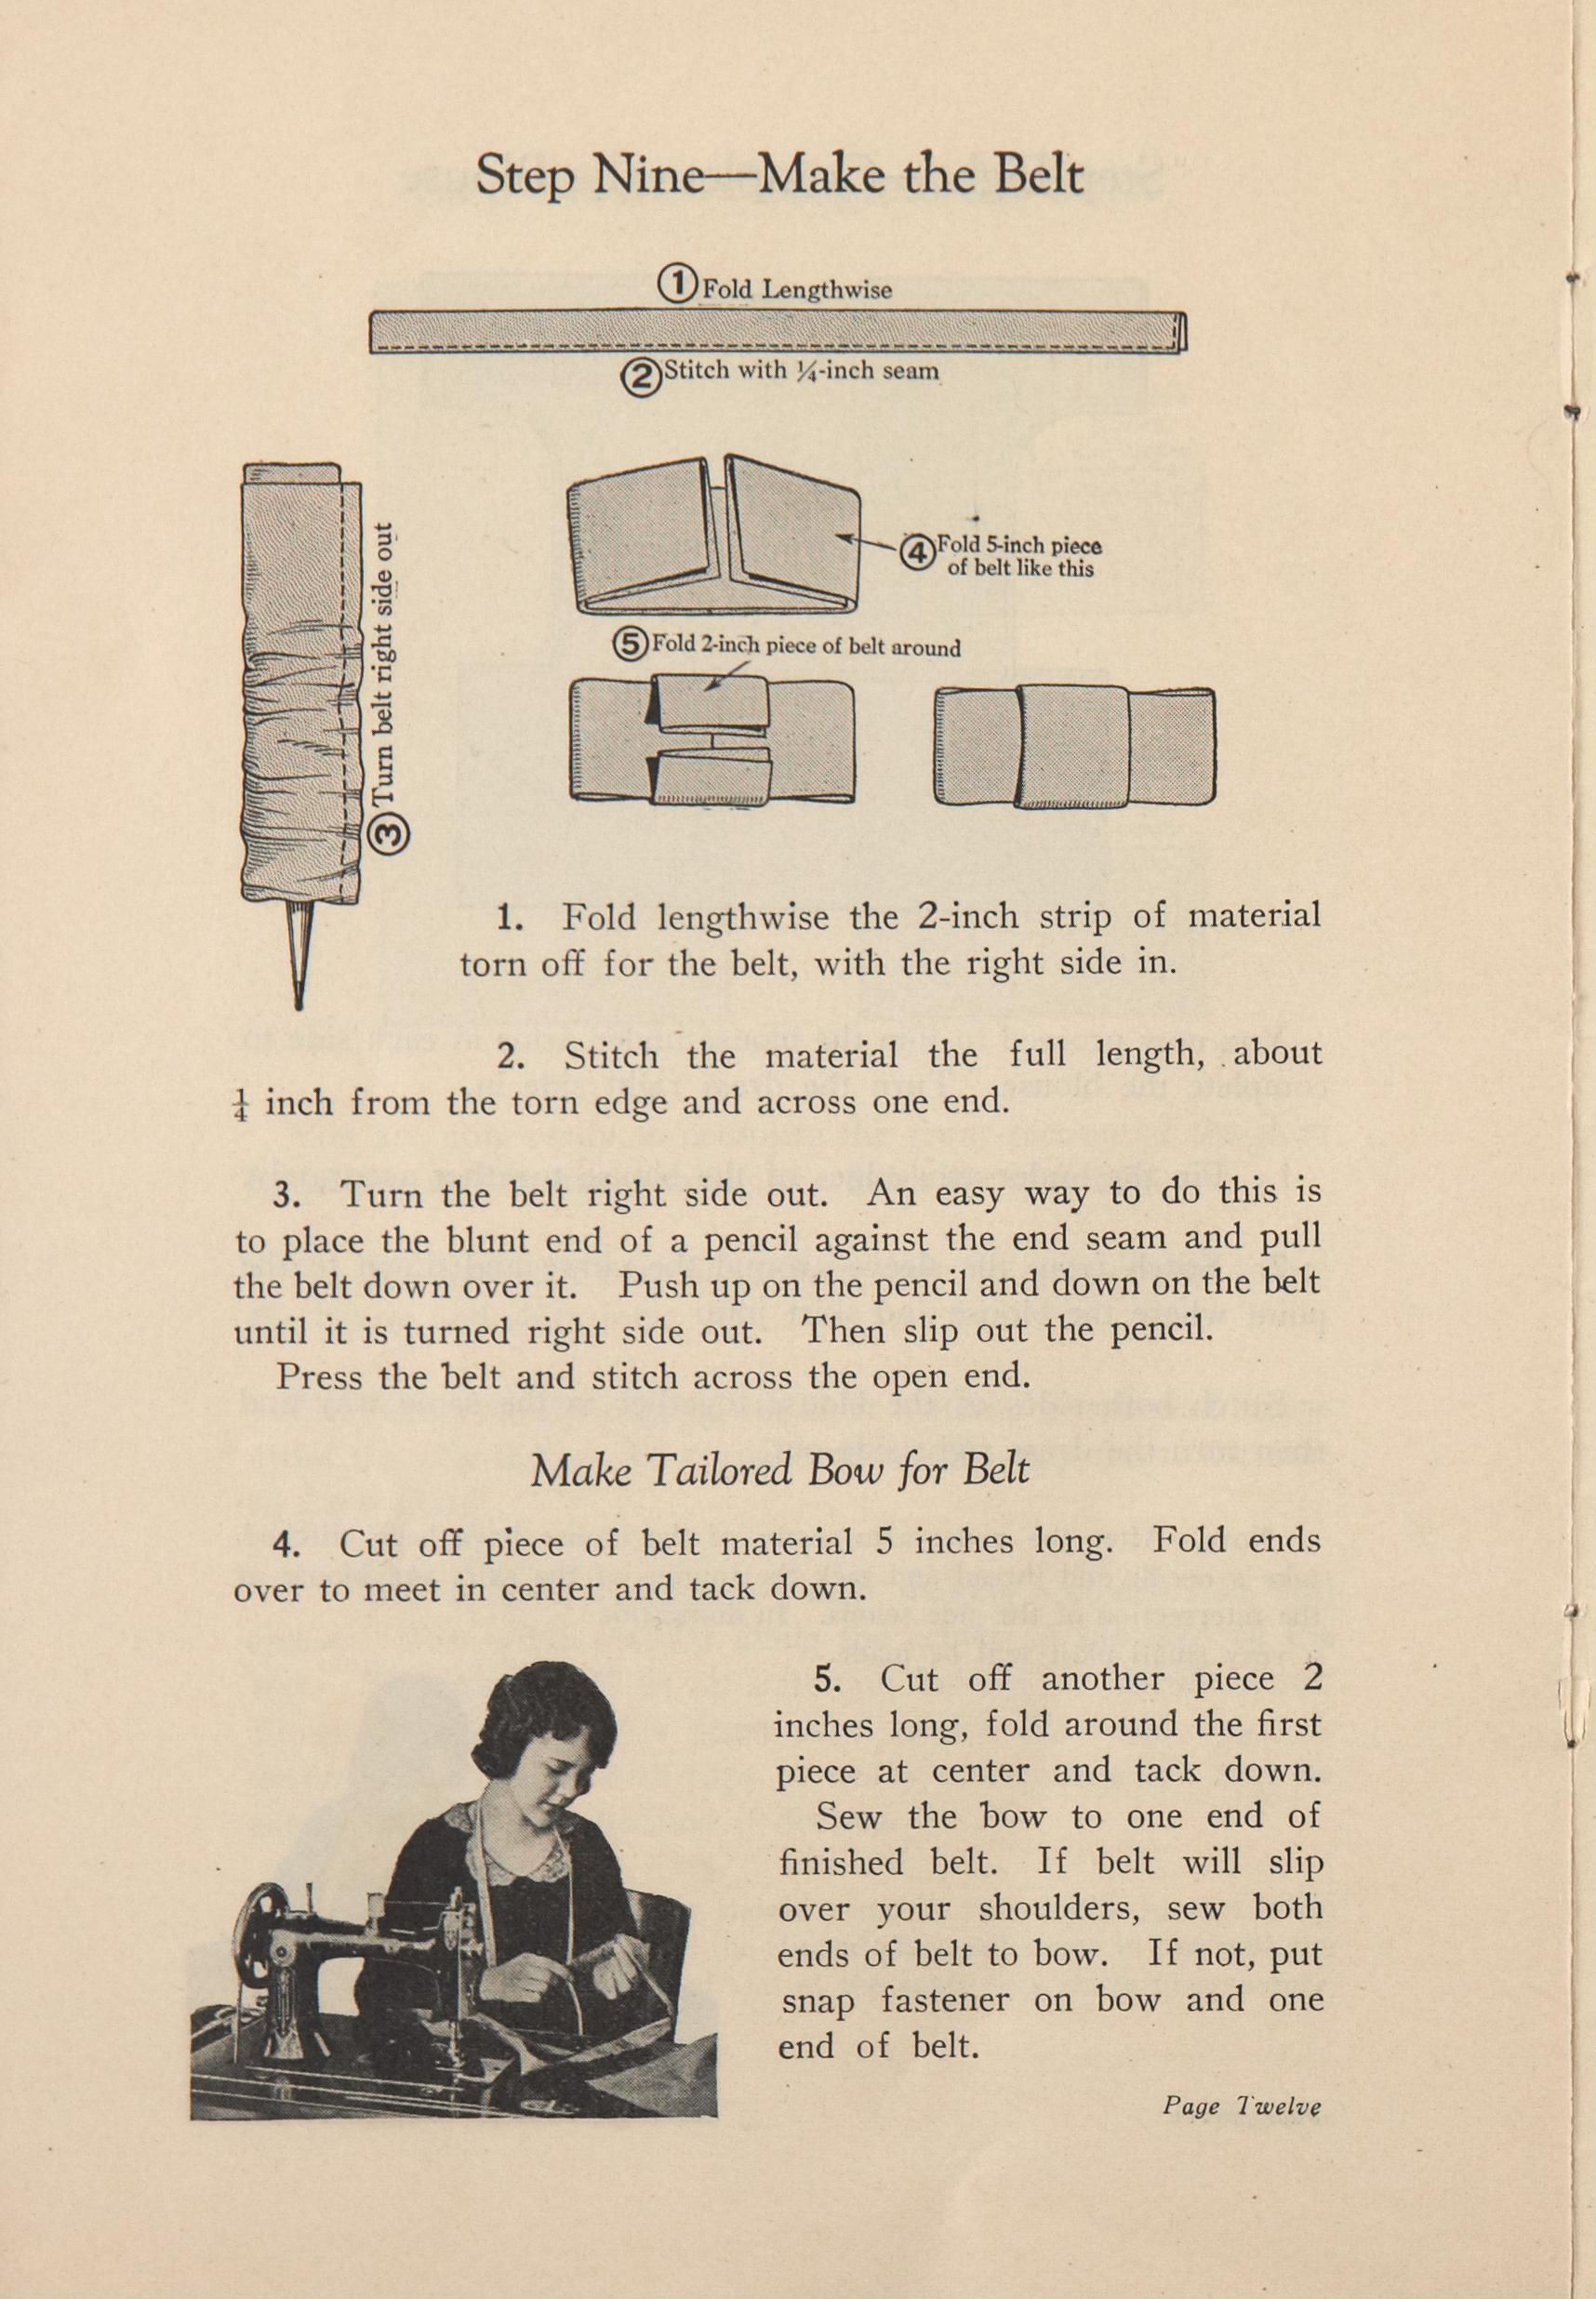 Step Nine—Make the Belt
① Fold Lengthwise
② Stitch with ¼-inch seam
③ Turn belt right side out
④ Fold 5-inch piece
of belt like this
⑤ Fold 2-inch piece of belt around
1. Fold lengthwise the 2-inch strip of material
torn off for the belt, with the right side in.
2. Stitch the material the full length, about
¼ inch from the torn edge and across one end.
3. Turn the belt right side out. An easy way to do this is
to place the blunt end of a pencil against the end seam and pull
the belt down over it. Push up on the pencil and down on the belt
until it is turned right side out. Then slip out the pencil.
Press the belt and stitch across the open end.
Make Tailored Bow for Belt
4. Cut off piece of belt material 5 inches long. Fold ends
over to meet in center and tack down.
5. Cut off another piece 2
inches long, fold around the first
piece at center and tack down.
Sew the bow to one end of
finished belt. If belt will slip
over your shoulders, sew both
ends of belt to bow. If not, put
snap fastener on bow and one
end of belt.
Page Twelve